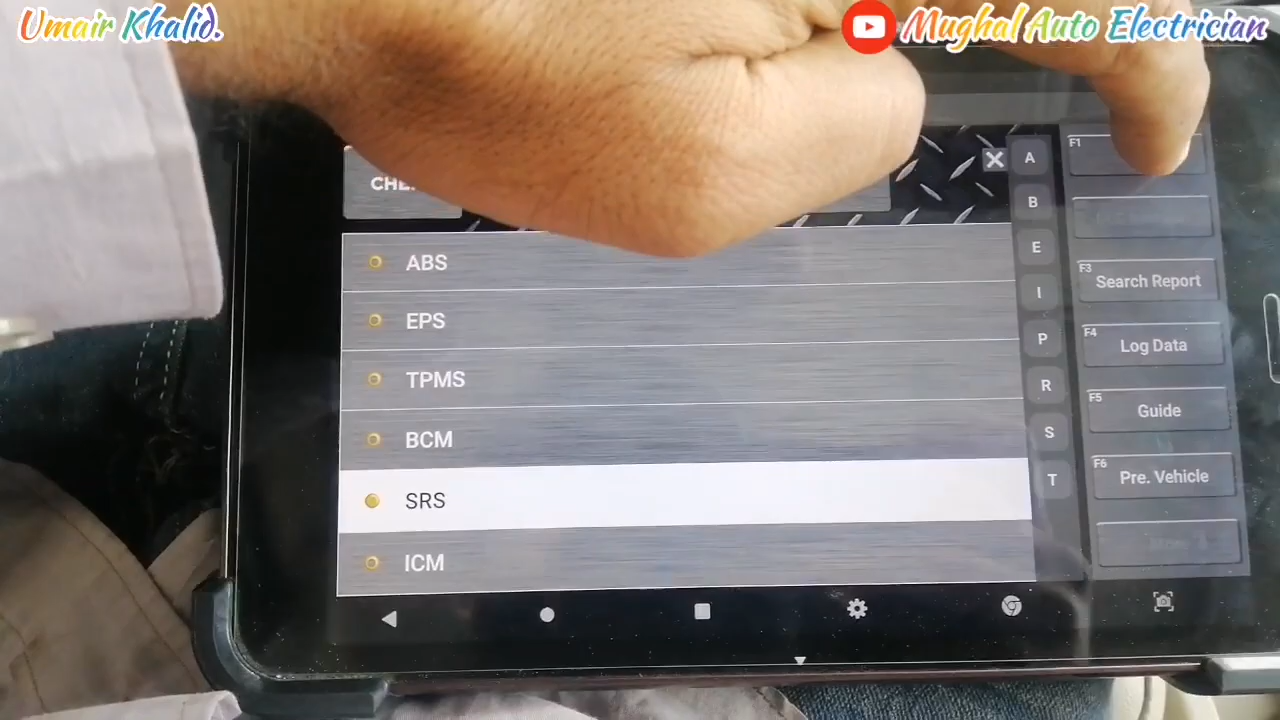 Umair Khalid.
Mughal Auto Electrician
ABS
EPS
TPMS
BCM
SRS
ICM
A
B
E
I
P
R
S
T
F1
F3 Search Report
F4 Log Data
F5 Guide
F6 Pre. Vehicle